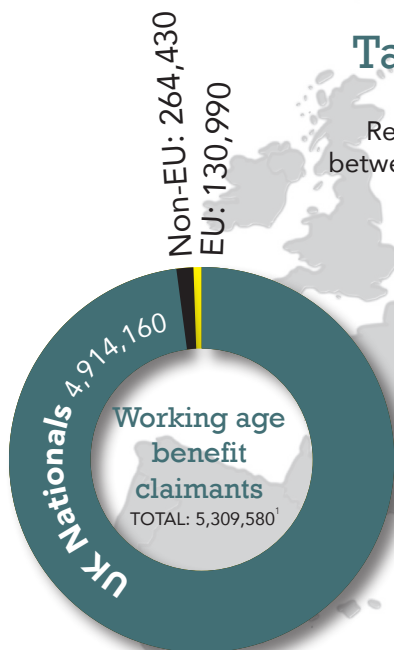 Ta
Re
betwe
Non-EU: 264,430
EU: 130,990
UK Nationals 4,914,160
Working age
benefit
claimants
TOTAL: 5,309,580¹